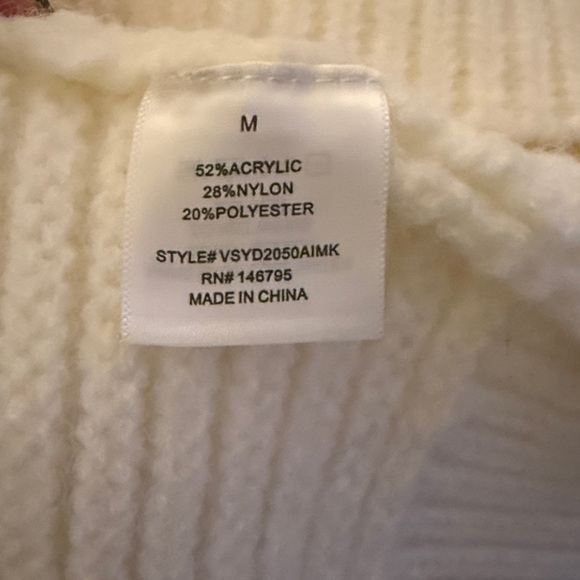 M
52%ACRYLIC
28%NYLON
20%POLYESTER
STYLE# VSYD2050AIMK
RN# 146795
MADE IN CHINA